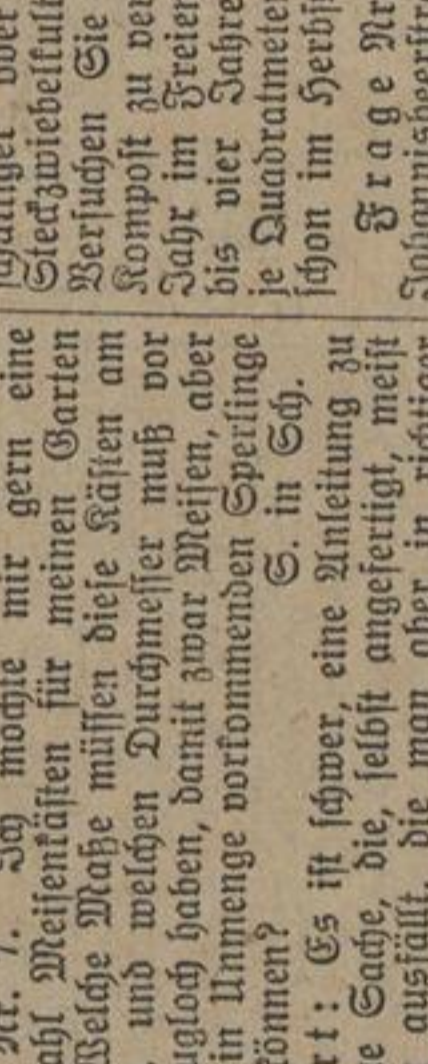 Nr. 7. Ich möchte mir gern eine
Meisenkästen für meinen Garten
Welche Maße müssen diese Kästen am
und welchen Durchmesser muß vor
haben, damit zwar Meisen, aber
in Unmenge vorkommenden Sperlinge
können? S. in Sch.
Es ist schwer, eine Anleitung zu
Sache, die, selbst angefertigt, meist
ausfällt, die man aber in richtiger
Steckzwiebelkult
Versuchen Sie
Kompost zu ver
Jahr im Freien
bis vier Jahre
je Quadratmeter
schon im Herbst
Frage Nr